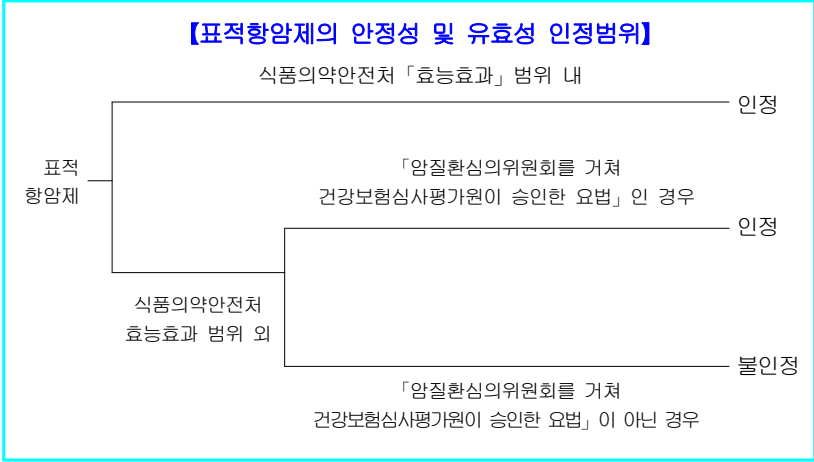 【표적항암제의 안정성 및 유효성 인정범위】
식품의약안전처「효능효과」범위 내
인정
표적
항암제
「암질환심의위원회를 거쳐
건강보험심사평가원이 승인한 요법」인 경우
인정
식품의약안전처
효능효과 범위 외
불인정
「암질환심의위원회를 거쳐
건강보험심사평가원이 승인한 요법」이 아닌 경우